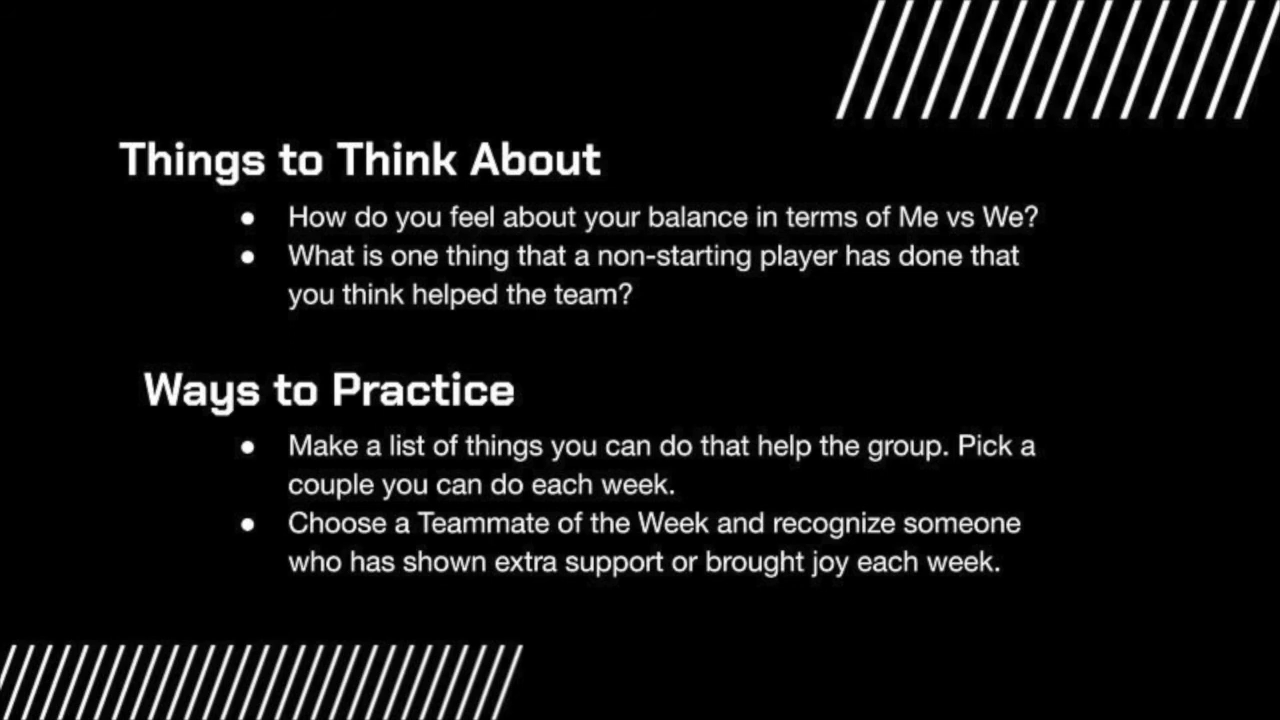 Things to Think About
● How do you feel about your balance in terms of Me vs We?
● What is one thing that a non-starting player has done that
you think helped the team?
Ways to Practice
● Make a list of things you can do that help the group. Pick a
couple you can do each week.
● Choose a Teammate of the Week and recognize someone
who has shown extra support or brought joy each week.